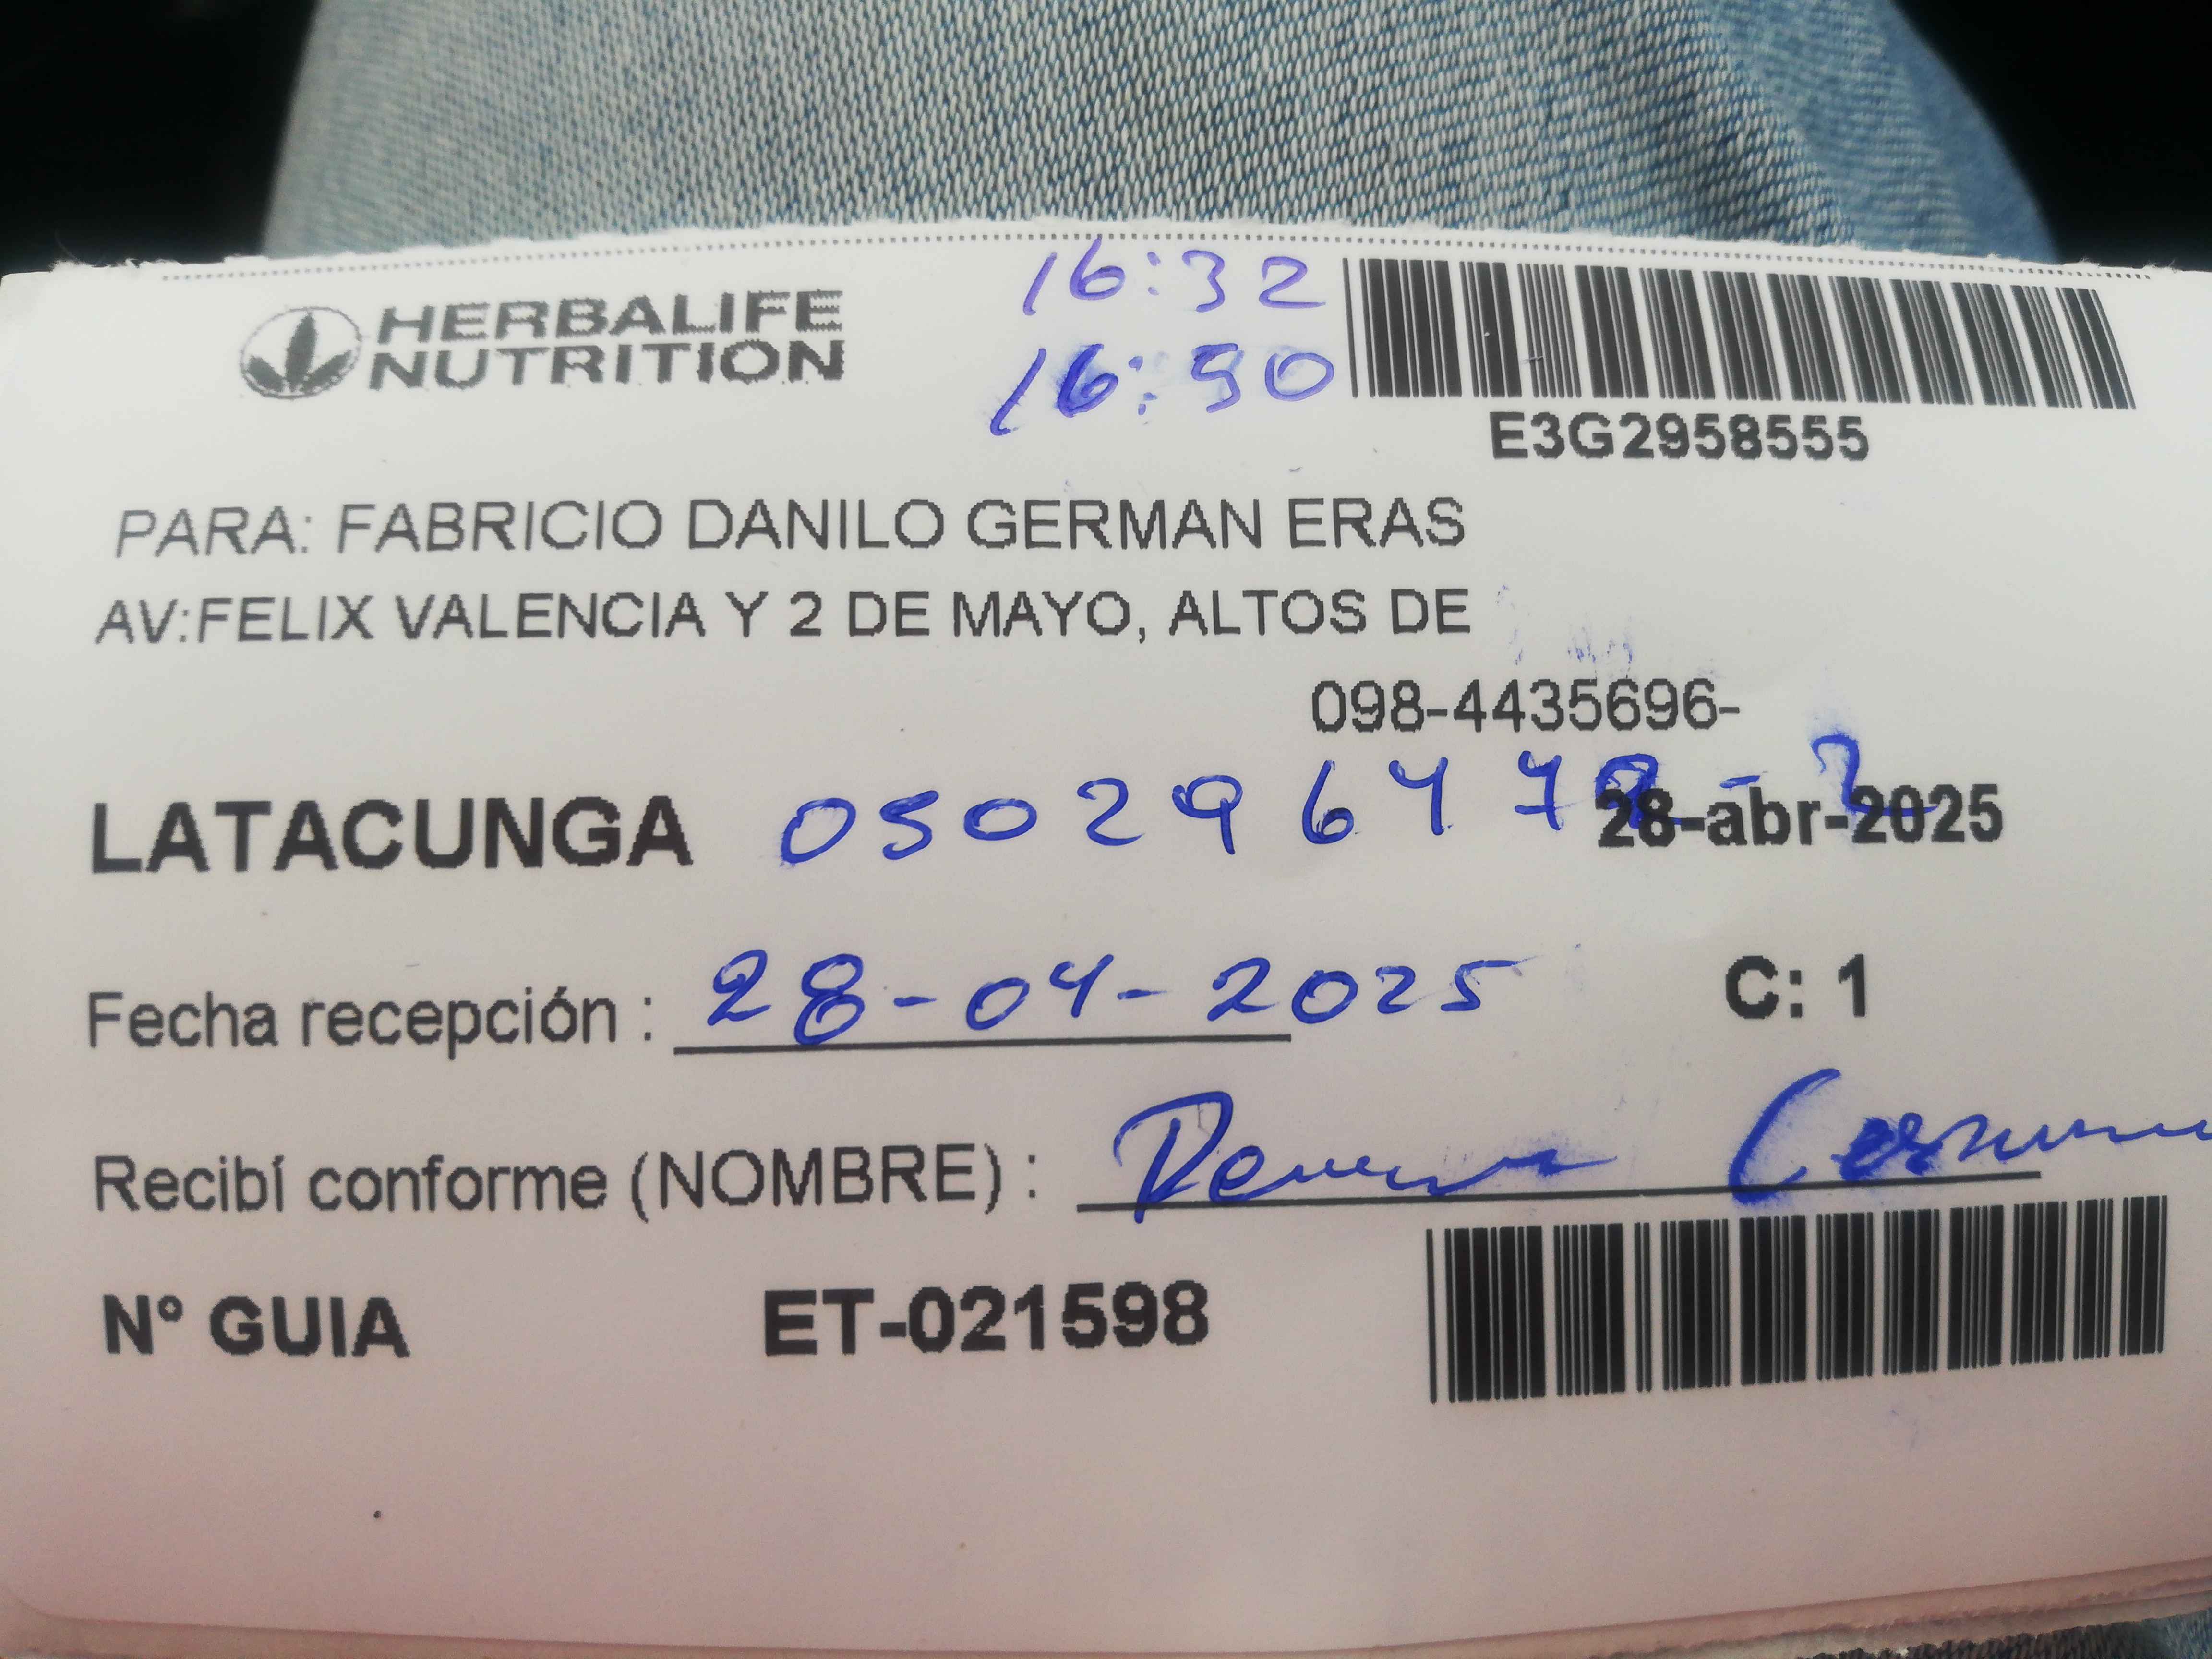 HERBALIFE
NUTRITION
16:32
16:50
E3G2958555
PARA: FABRICIO DANILO GERMAN ERAS
AV:FELIX VALENCIA Y 2 DE MAYO, ALTOS DE
098-4435696-
LATACUNGA 28-abr-2025
Fecha recepción : 28-04-2025 C: 1
Recibí conforme (NOMBRE) :
Nº GUIA ET-021598